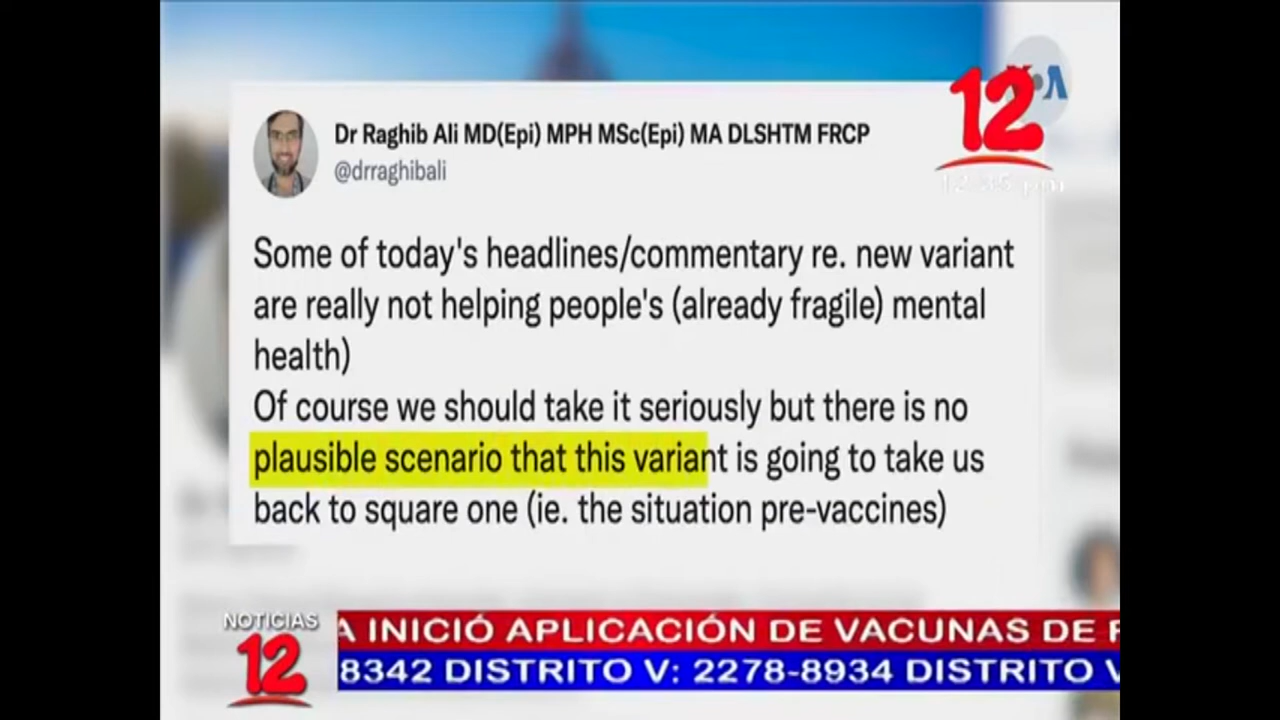 12
Dr Raghib Ali MD(Epi) MPH MSc(Epi) MA DLSHTM FRCP
@drraghibali
Some of today's headlines/commentary re. new variant
are really not helping people's (already fragile) mental
health)
Of course we should take it seriously but there is no
plausible scenario that this variant is going to take us
back to square one (ie. the situation pre-vaccines)
NOTICIAS
12
A INICIÓ APLICACIÓN DE VACUNAS DE
8342 DISTRITO V: 2278-8934 DISTRITO V